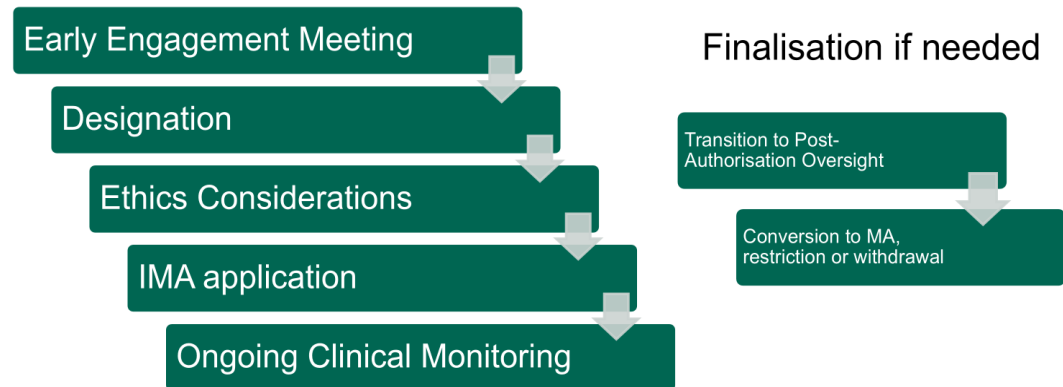 Early Engagement Meeting
Designation
Ethics Considerations
IMA application
Ongoing Clinical Monitoring
Finalisation if needed
Transition to Post-
Authorisation Oversight
Conversion to MA,
restriction or withdrawal